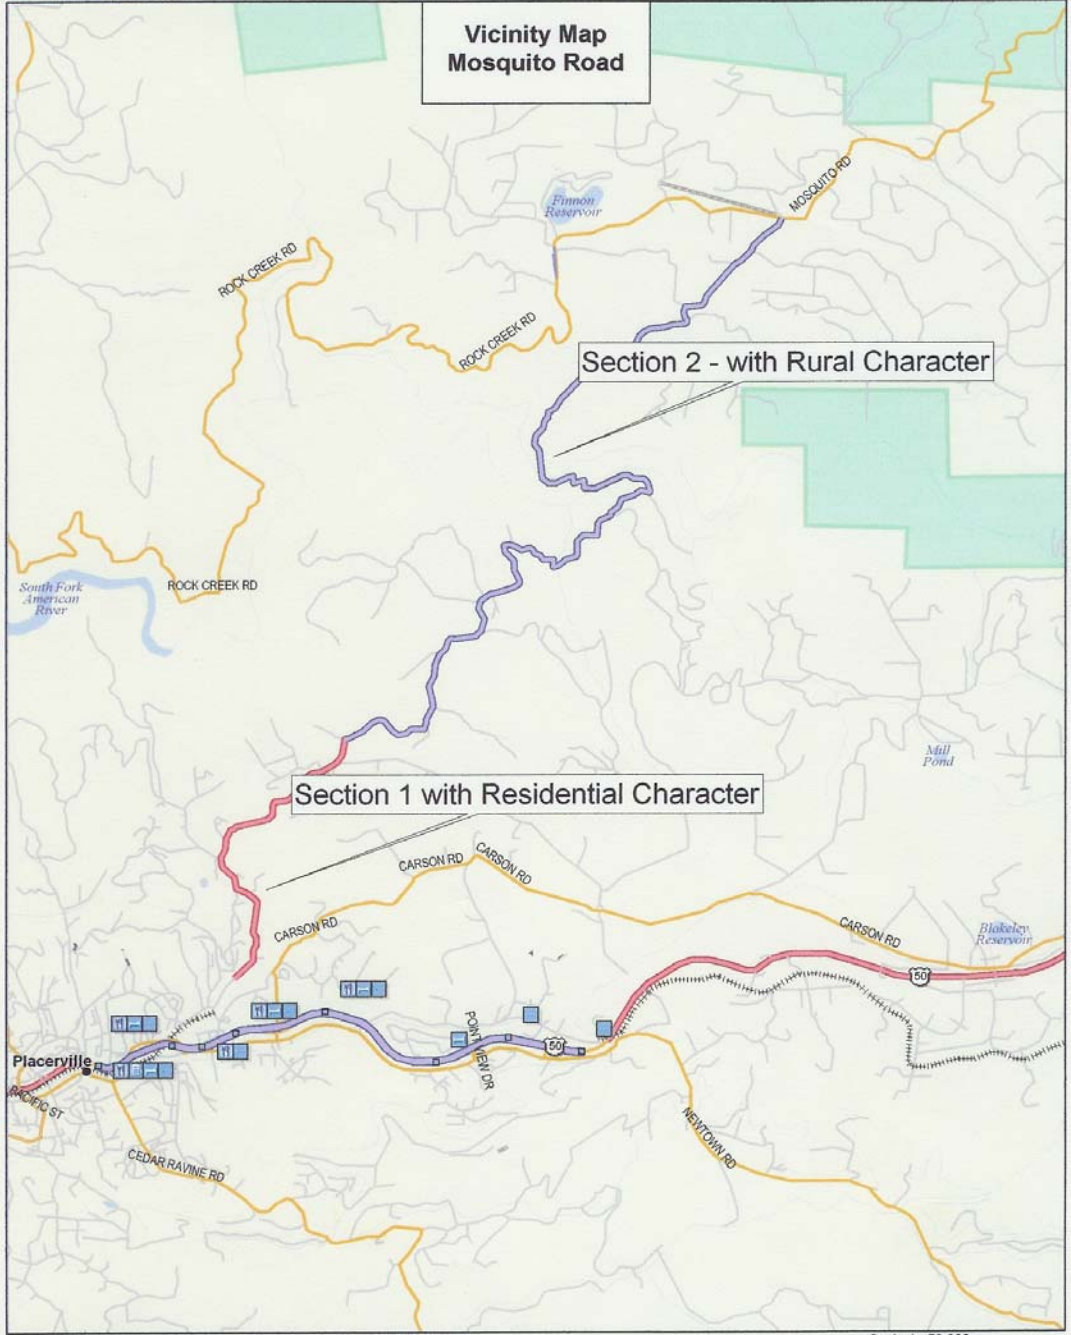 Vicinity Map
Mosquito Road
MOSQUITO RD
Finnon
Reservoir
ROCK CREEK RD
ROCK CREEK RD
Section 2 - with Rural Character
South Fork
American
River
ROCK CREEK RD
Mill
Pond
Section 1 with Residential Character
CARSON RD
CARSON RD
CARSON RD
CARSON RD
Blakeley
Reservoir
50
POINT VIEW DR
50
Placerville
PACIFIC ST
NEWTOWN RD
CEDAR RAVINE RD